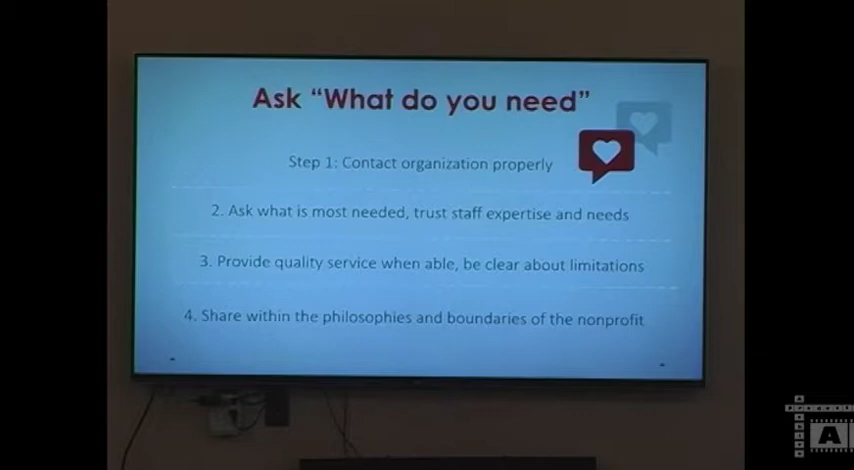 Ask “What do you need”
Step 1: Contact organization properly
2. Ask what is most needed, trust staff expertise and needs
3. Provide quality service when able, be clear about limitations
4. Share within the philosophies and boundaries of the nonprofit
A